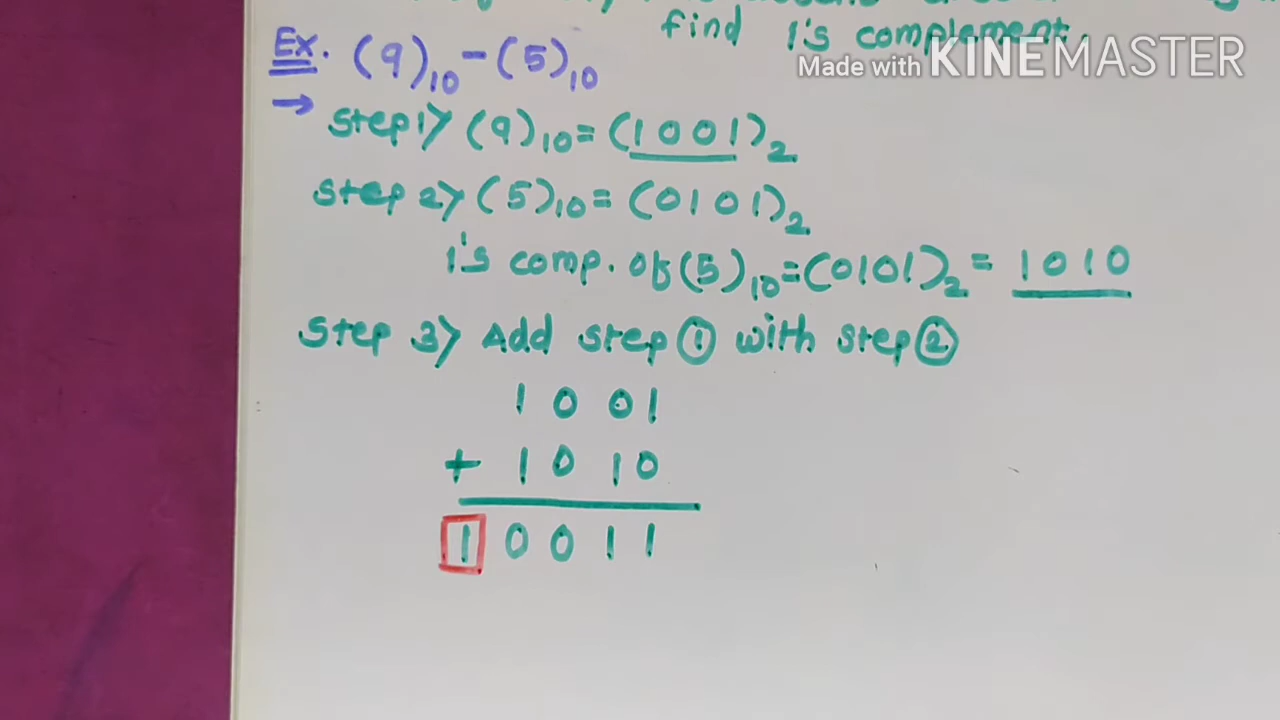 find 1's complement.
Made with KINEMASTER
Ex. (9)10 - (5)10
→ Step 1> (9)10 = (1001)2
Step 2> (5)10 = (0101)2
1's comp. of (5)10 = (0101)2 = 1010
Step 3> Add step ① with step ②
1 0 0 1
+ 1 0 1 0
1 0 0 1 1